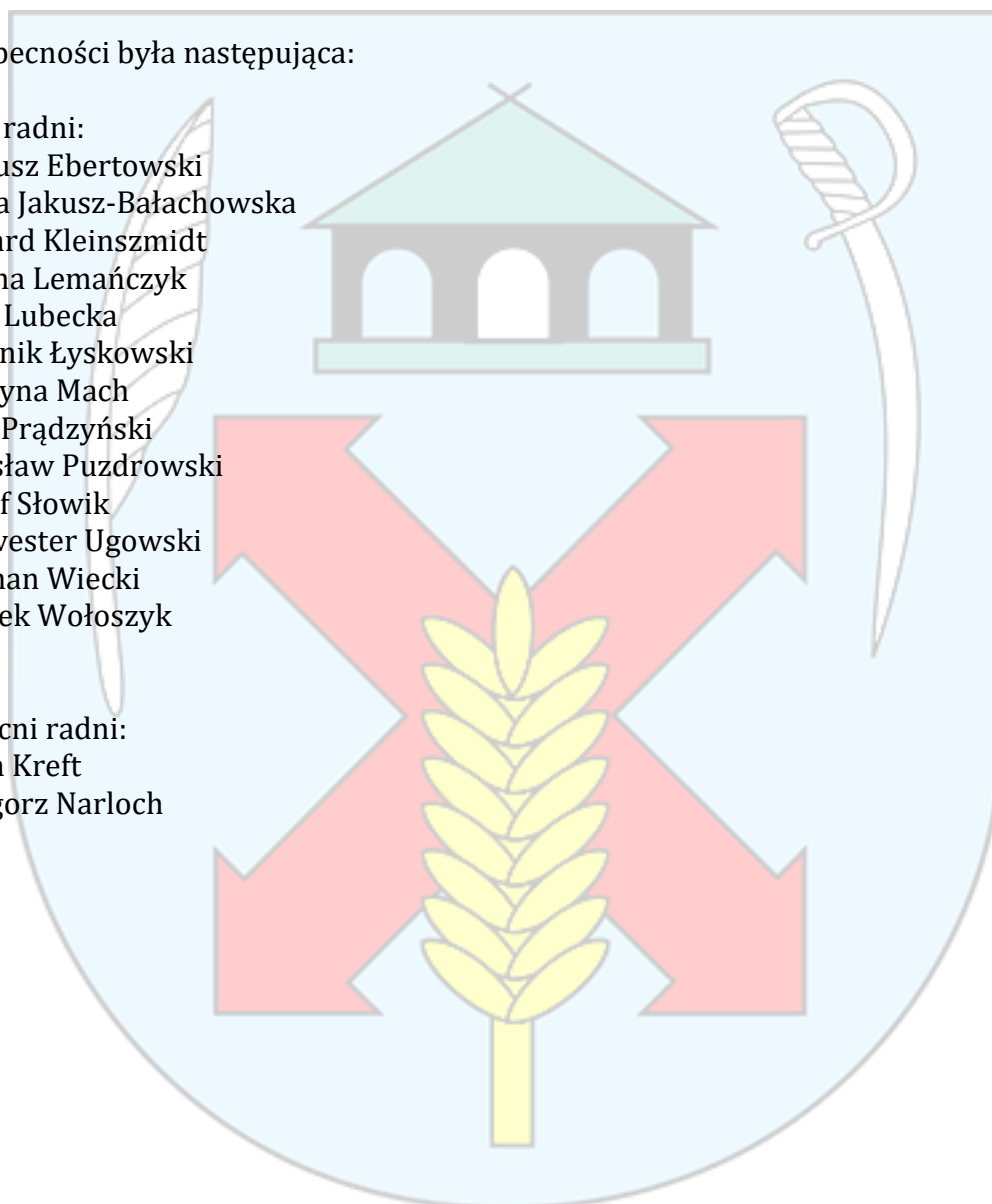 becności była następująca:
radni:
usz Ebertowski
a Jakusz-Bałachowska
ard Kleinszmidt
na Lemańczyk
Lubecka
nik Łyskowski
yna Mach
Prądzyński
sław Puzdrowski
f Słowik
vester Ugowski
man Wiecki
ek Wołoszyk
cni radni:
Kreft
gorz Narloch